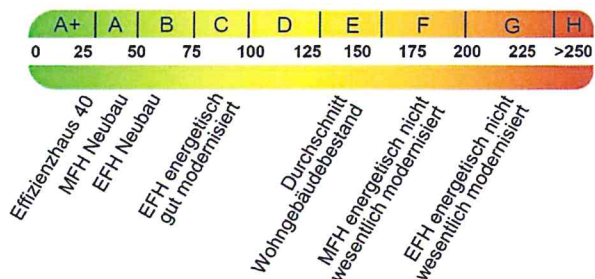 A+ A B C D E F G H
0 25 50 75 100 125 150 175 200 225 >250
Effizienzhaus 40
MFH Neubau
EFH Neubau
EFH energetisch
gut modernisiert
Durchschnitt
Wohngebäudebestand
MFH energetisch nicht
wesentlich modernisiert
EFH energetisch nicht
wesentlich modernisiert